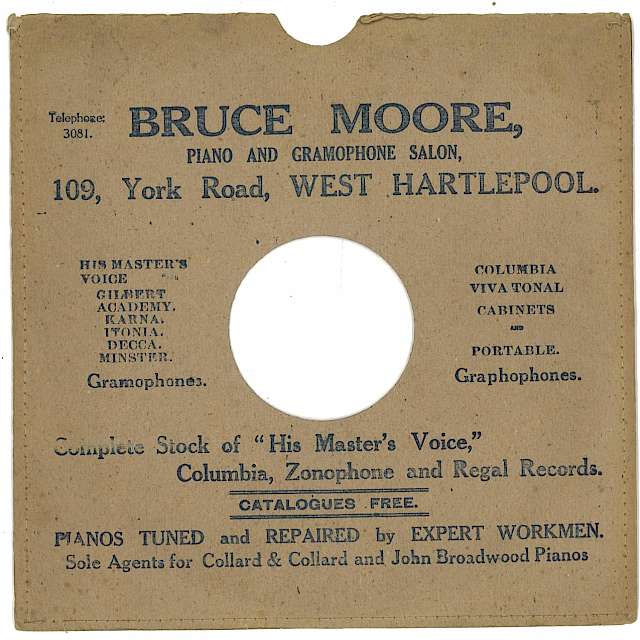 Telephone:
3081.
BRUCE MOORE,
PIANO AND GRAMOPHONE SALON,
109, York Road, WEST HARTLEPOOL.
HIS MASTER'S
VOICE
GILBERT
ACADEMY.
KARNA.
ITONIA.
DECCA.
MINSTER.
Gramophones.
COLUMBIA
VIVA TONAL
CABINETS
AND
PORTABLE.
Graphophones.
Complete Stock of "His Master's Voice,"
Columbia, Zonophone and Regal Records.
CATALOGUES FREE.
PIANOS TUNED and REPAIRED by EXPERT WORKMEN.
Sole Agents for Collard & Collard and John Broadwood Pianos